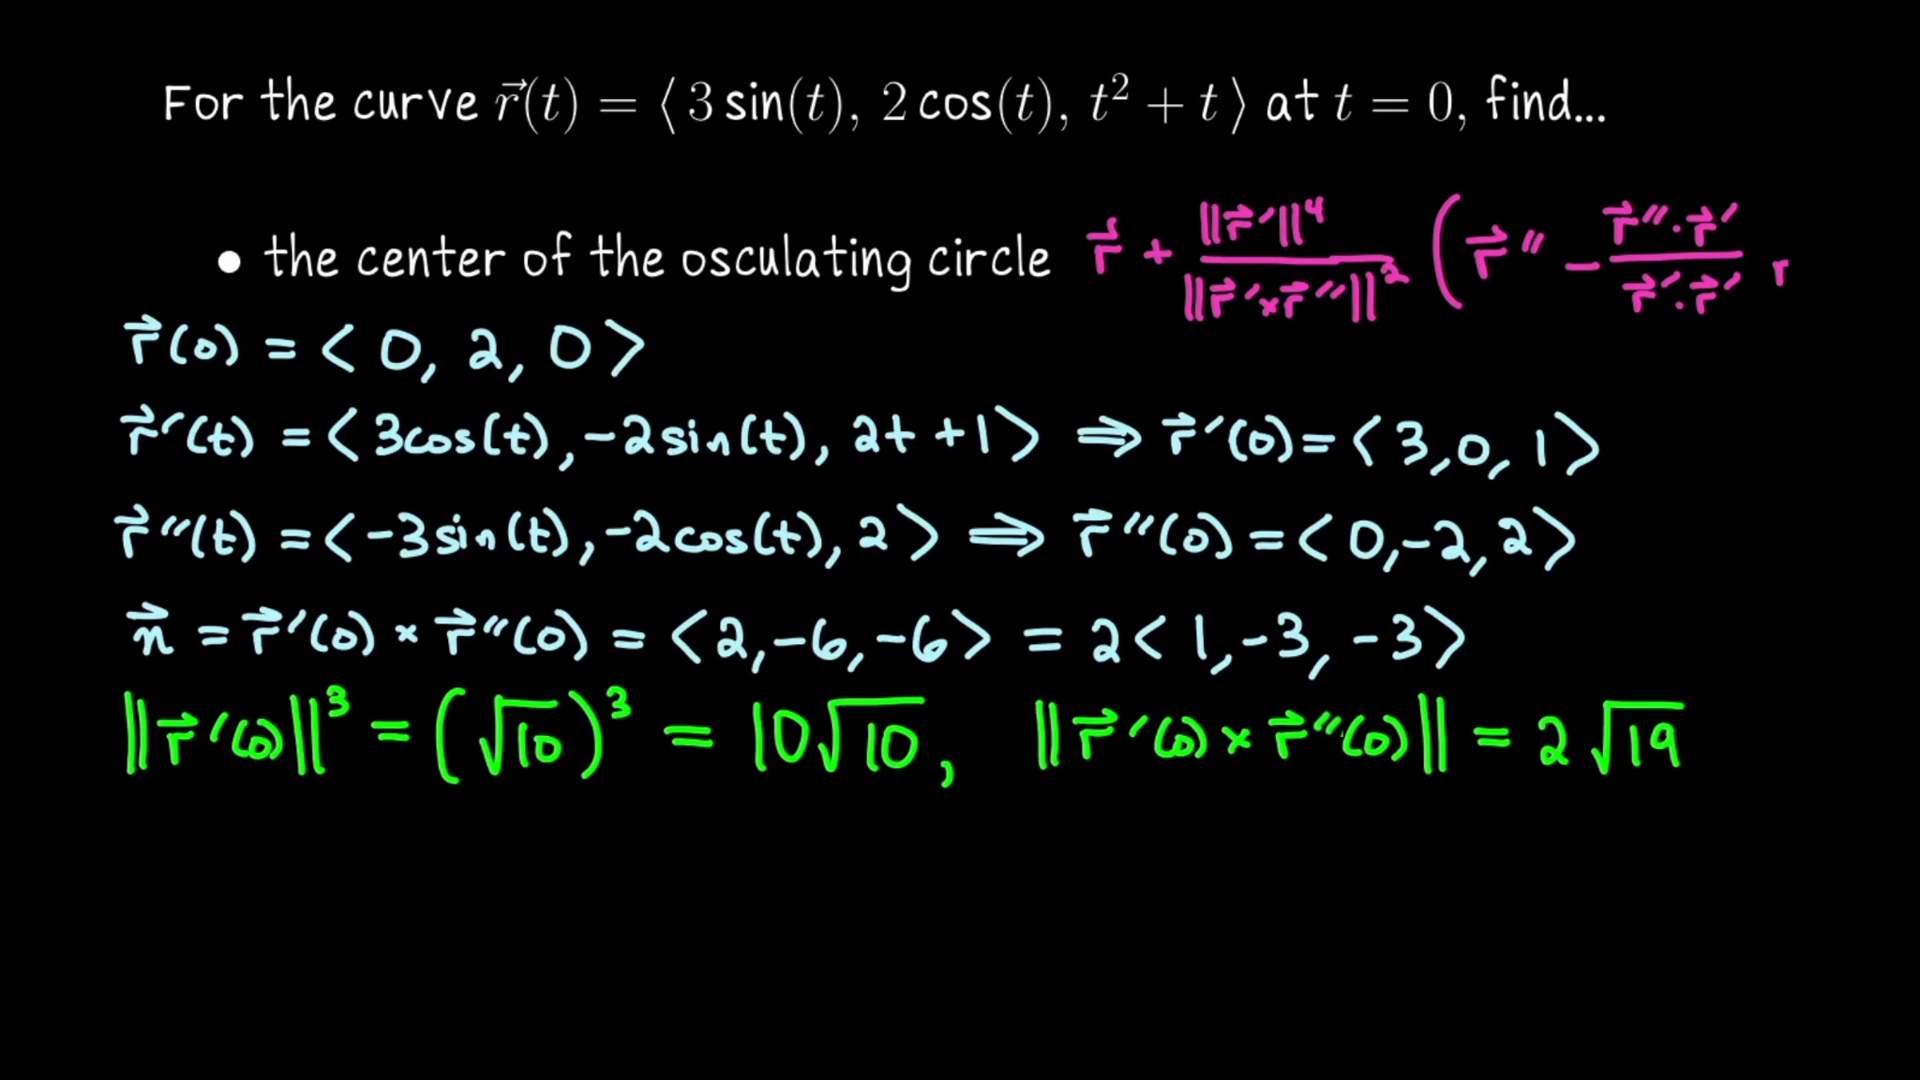 For the curve r⃗(t) = ⟨3 sin(t), 2 cos(t), t² + t⟩ at t = 0, find...
• the center of the osculating circle r⃗ + ‖r⃗′‖⁴ / ‖r⃗′×r⃗″‖² ( r⃗″ − (r⃗″·r⃗′)/(r⃗′·r⃗′) r
r⃗(0) = <0, 2, 0>
r⃗′(t) = <3cos(t), −2sin(t), 2t + 1> ⇒ r⃗′(0) = <3, 0, 1>
r⃗″(t) = <−3sin(t), −2cos(t), 2> ⇒ r⃗″(0) = <0, −2, 2>
n⃗ = r⃗′(0) × r⃗″(0) = <2, −6, −6> = 2<1, −3, −3>
‖r⃗′(0)‖³ = (√10)³ = 10√10, ‖r⃗′(0) × r⃗″(0)‖ = 2√19